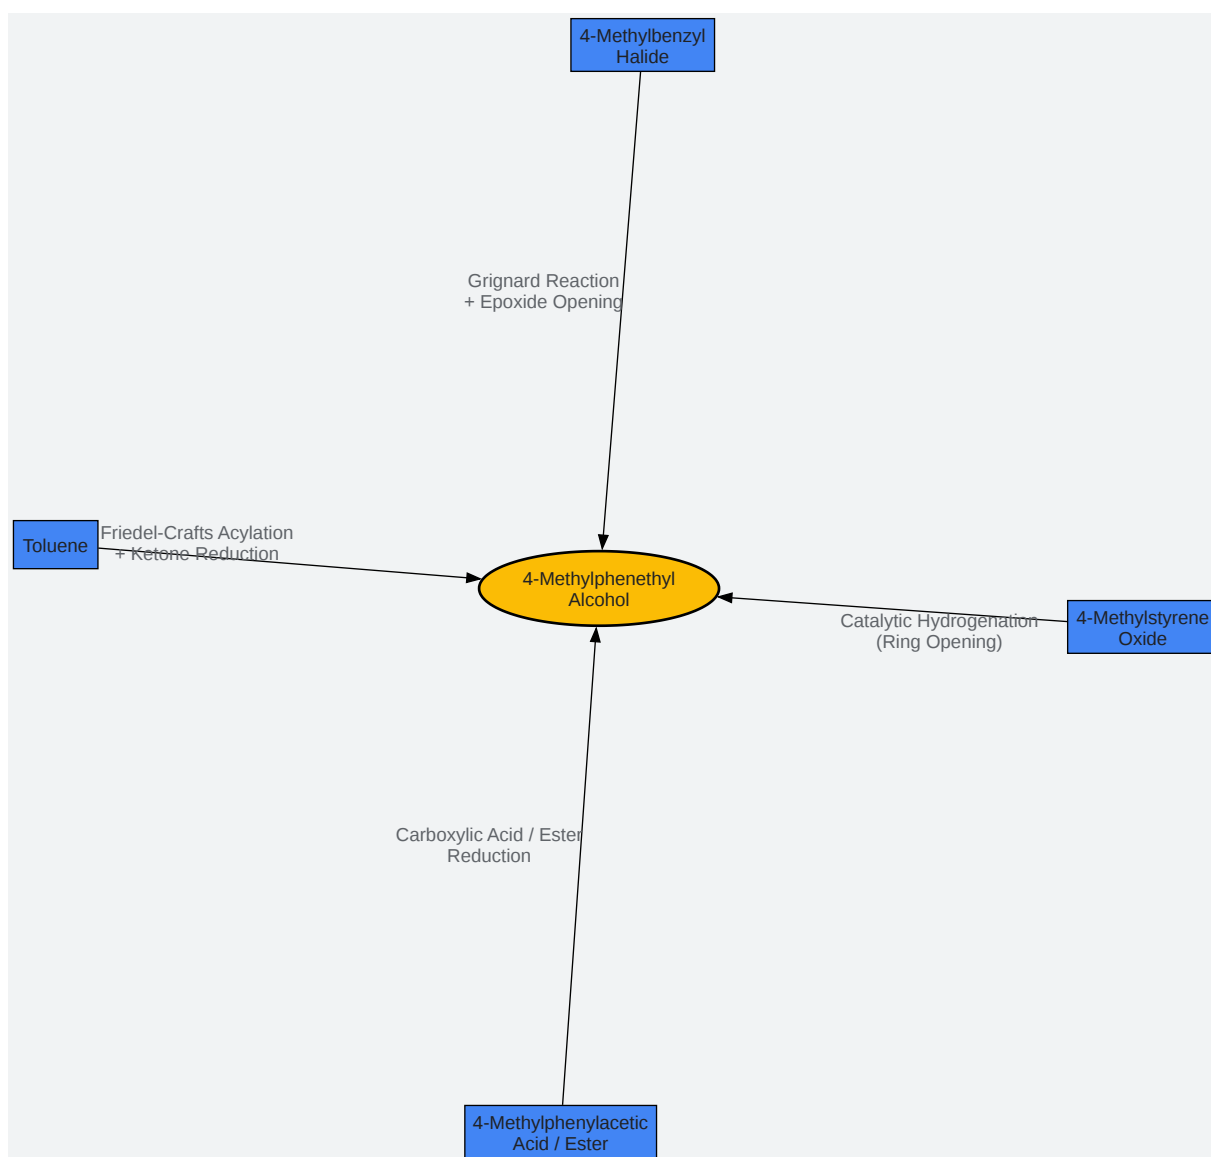 4-Methylbenzyl
Halide
Grignard Reaction
+ Epoxide Opening
Friedel-Crafts Acylation
+ Ketone Reduction
Toluene
4-Methylphenethyl
Alcohol
4-Methylstyrene
Oxide
Catalytic Hydrogenation
(Ring Opening)
Carboxylic Acid / Ester
Reduction
4-Methylphenylacetic
Acid / Ester